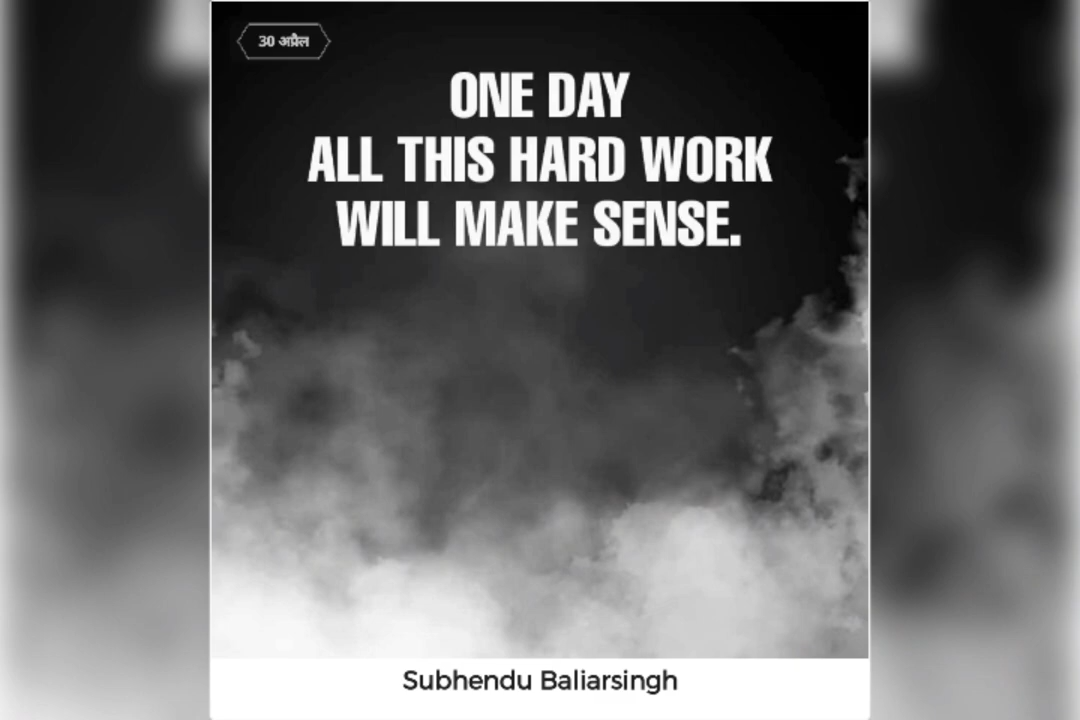 30 अप्रैल
ONE DAY
ALL THIS HARD WORK
WILL MAKE SENSE.
Subhendu Baliarsingh